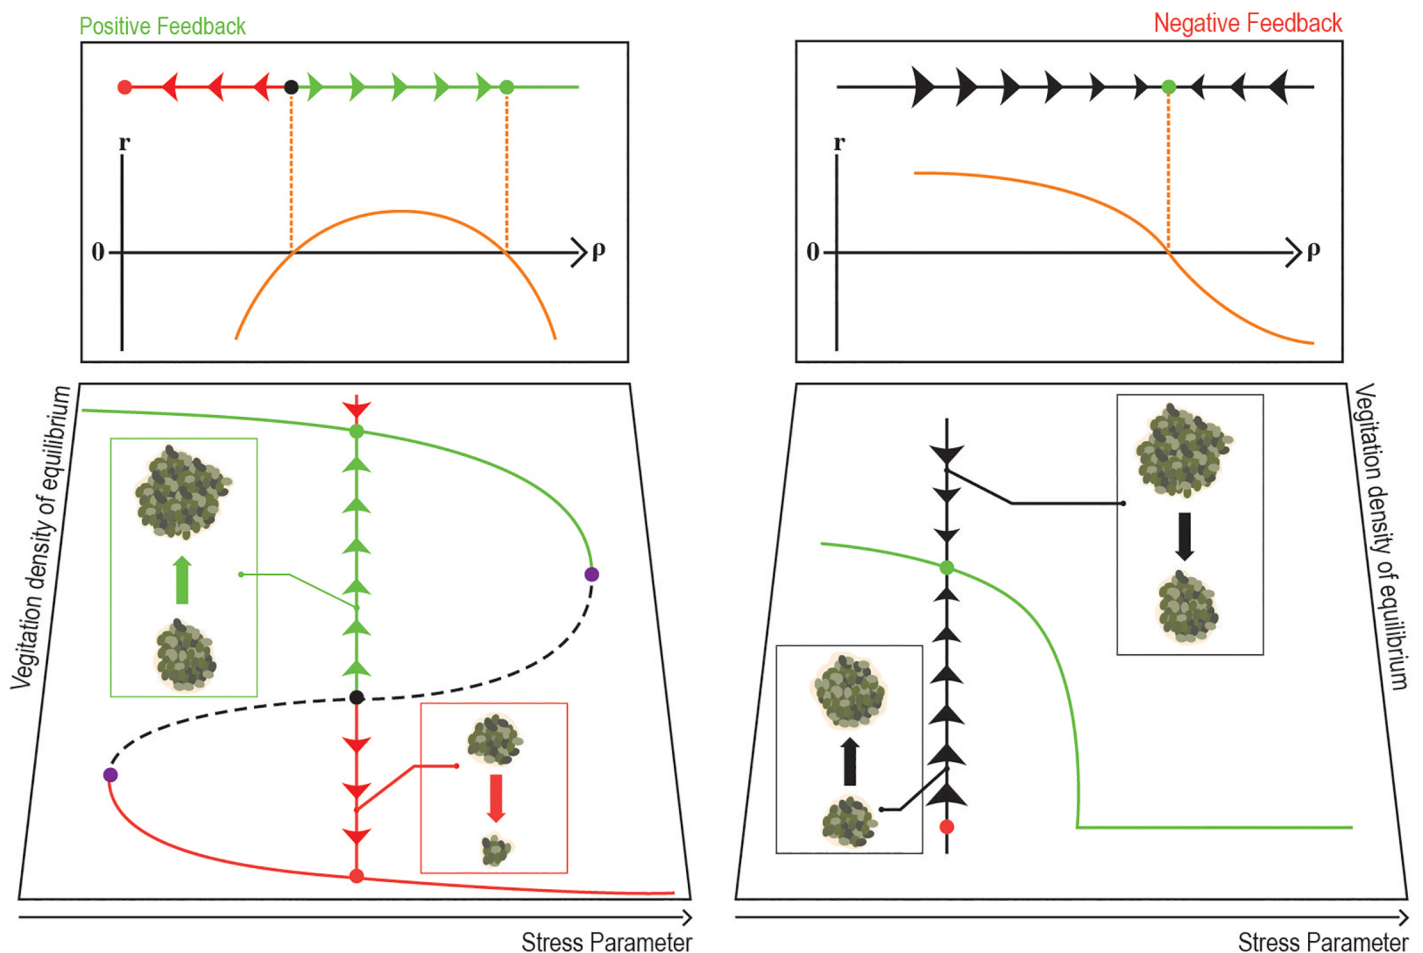 Positive Feedback
Negative Feedback
r
0
ρ
r
0
ρ
Vegitation density of equilibrium
Vegitation density of equilibrium
Stress Parameter
Stress Parameter